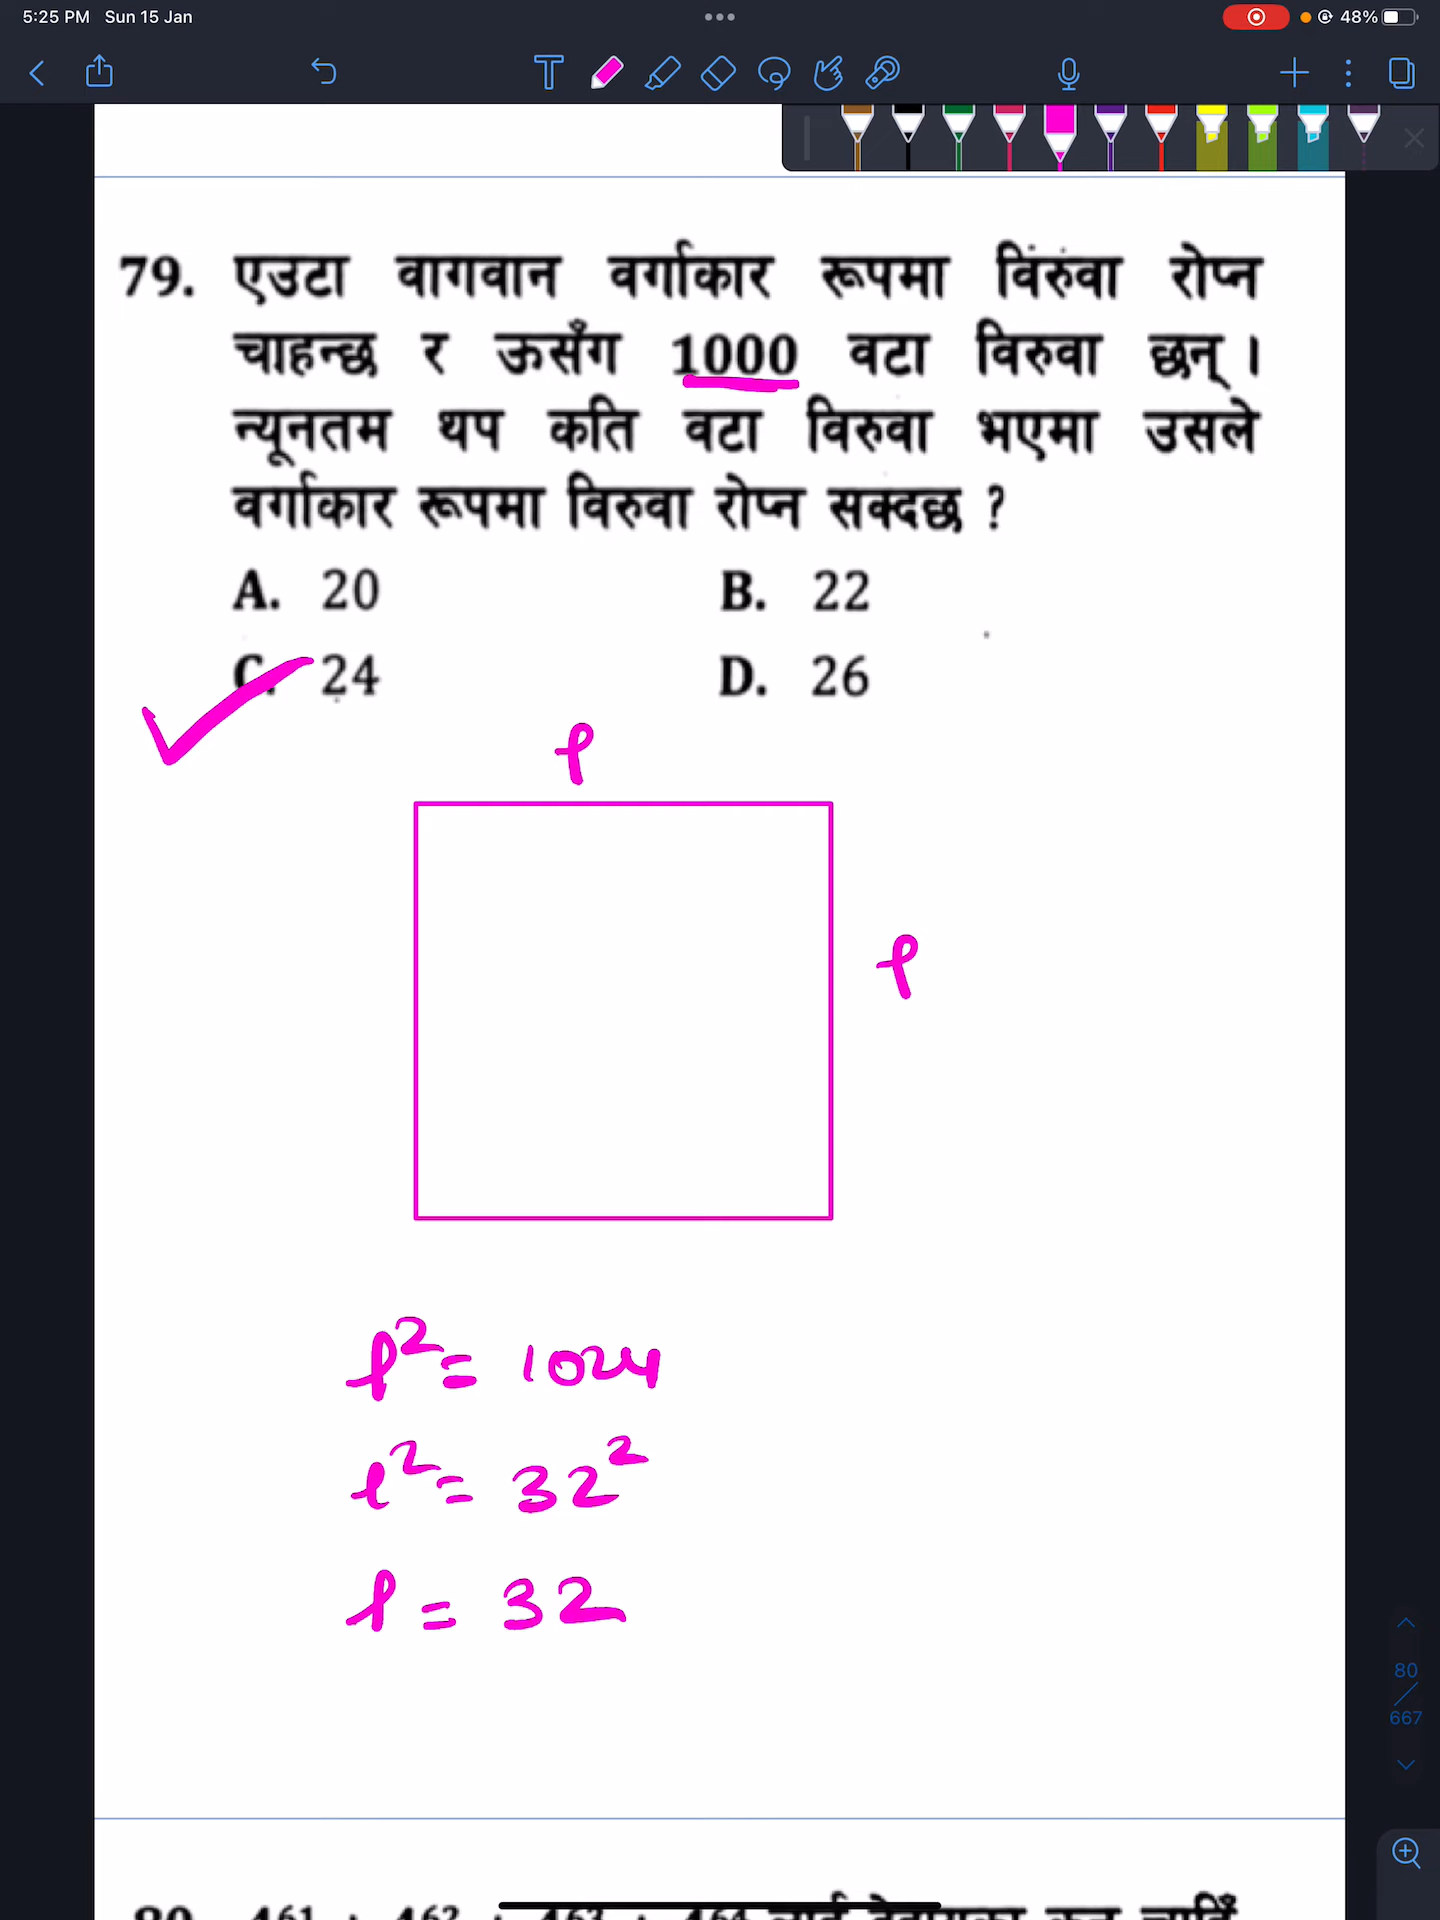 5:25 PM Sun 15 Jan
48%
79. एउटा वागवान वर्गाकार रूपमा विरुवा रोप्न
चाहन्छ र ऊसँग 1000 वटा विरुवा छन् ।
न्यूनतम थप कति वटा विरुवा भएमा उसले
वर्गाकार रूपमा विरुवा रोप्न सक्दछ ?
A. 20 B. 22
C. 24 D. 26
l
l
l² = 1024
l² = 32²
l = 32
80
667